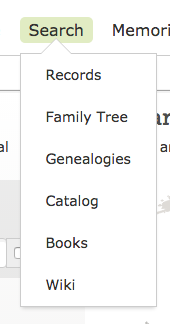 Search Memori
Records
Family Tree
Genealogies
Catalog
Books
Wiki